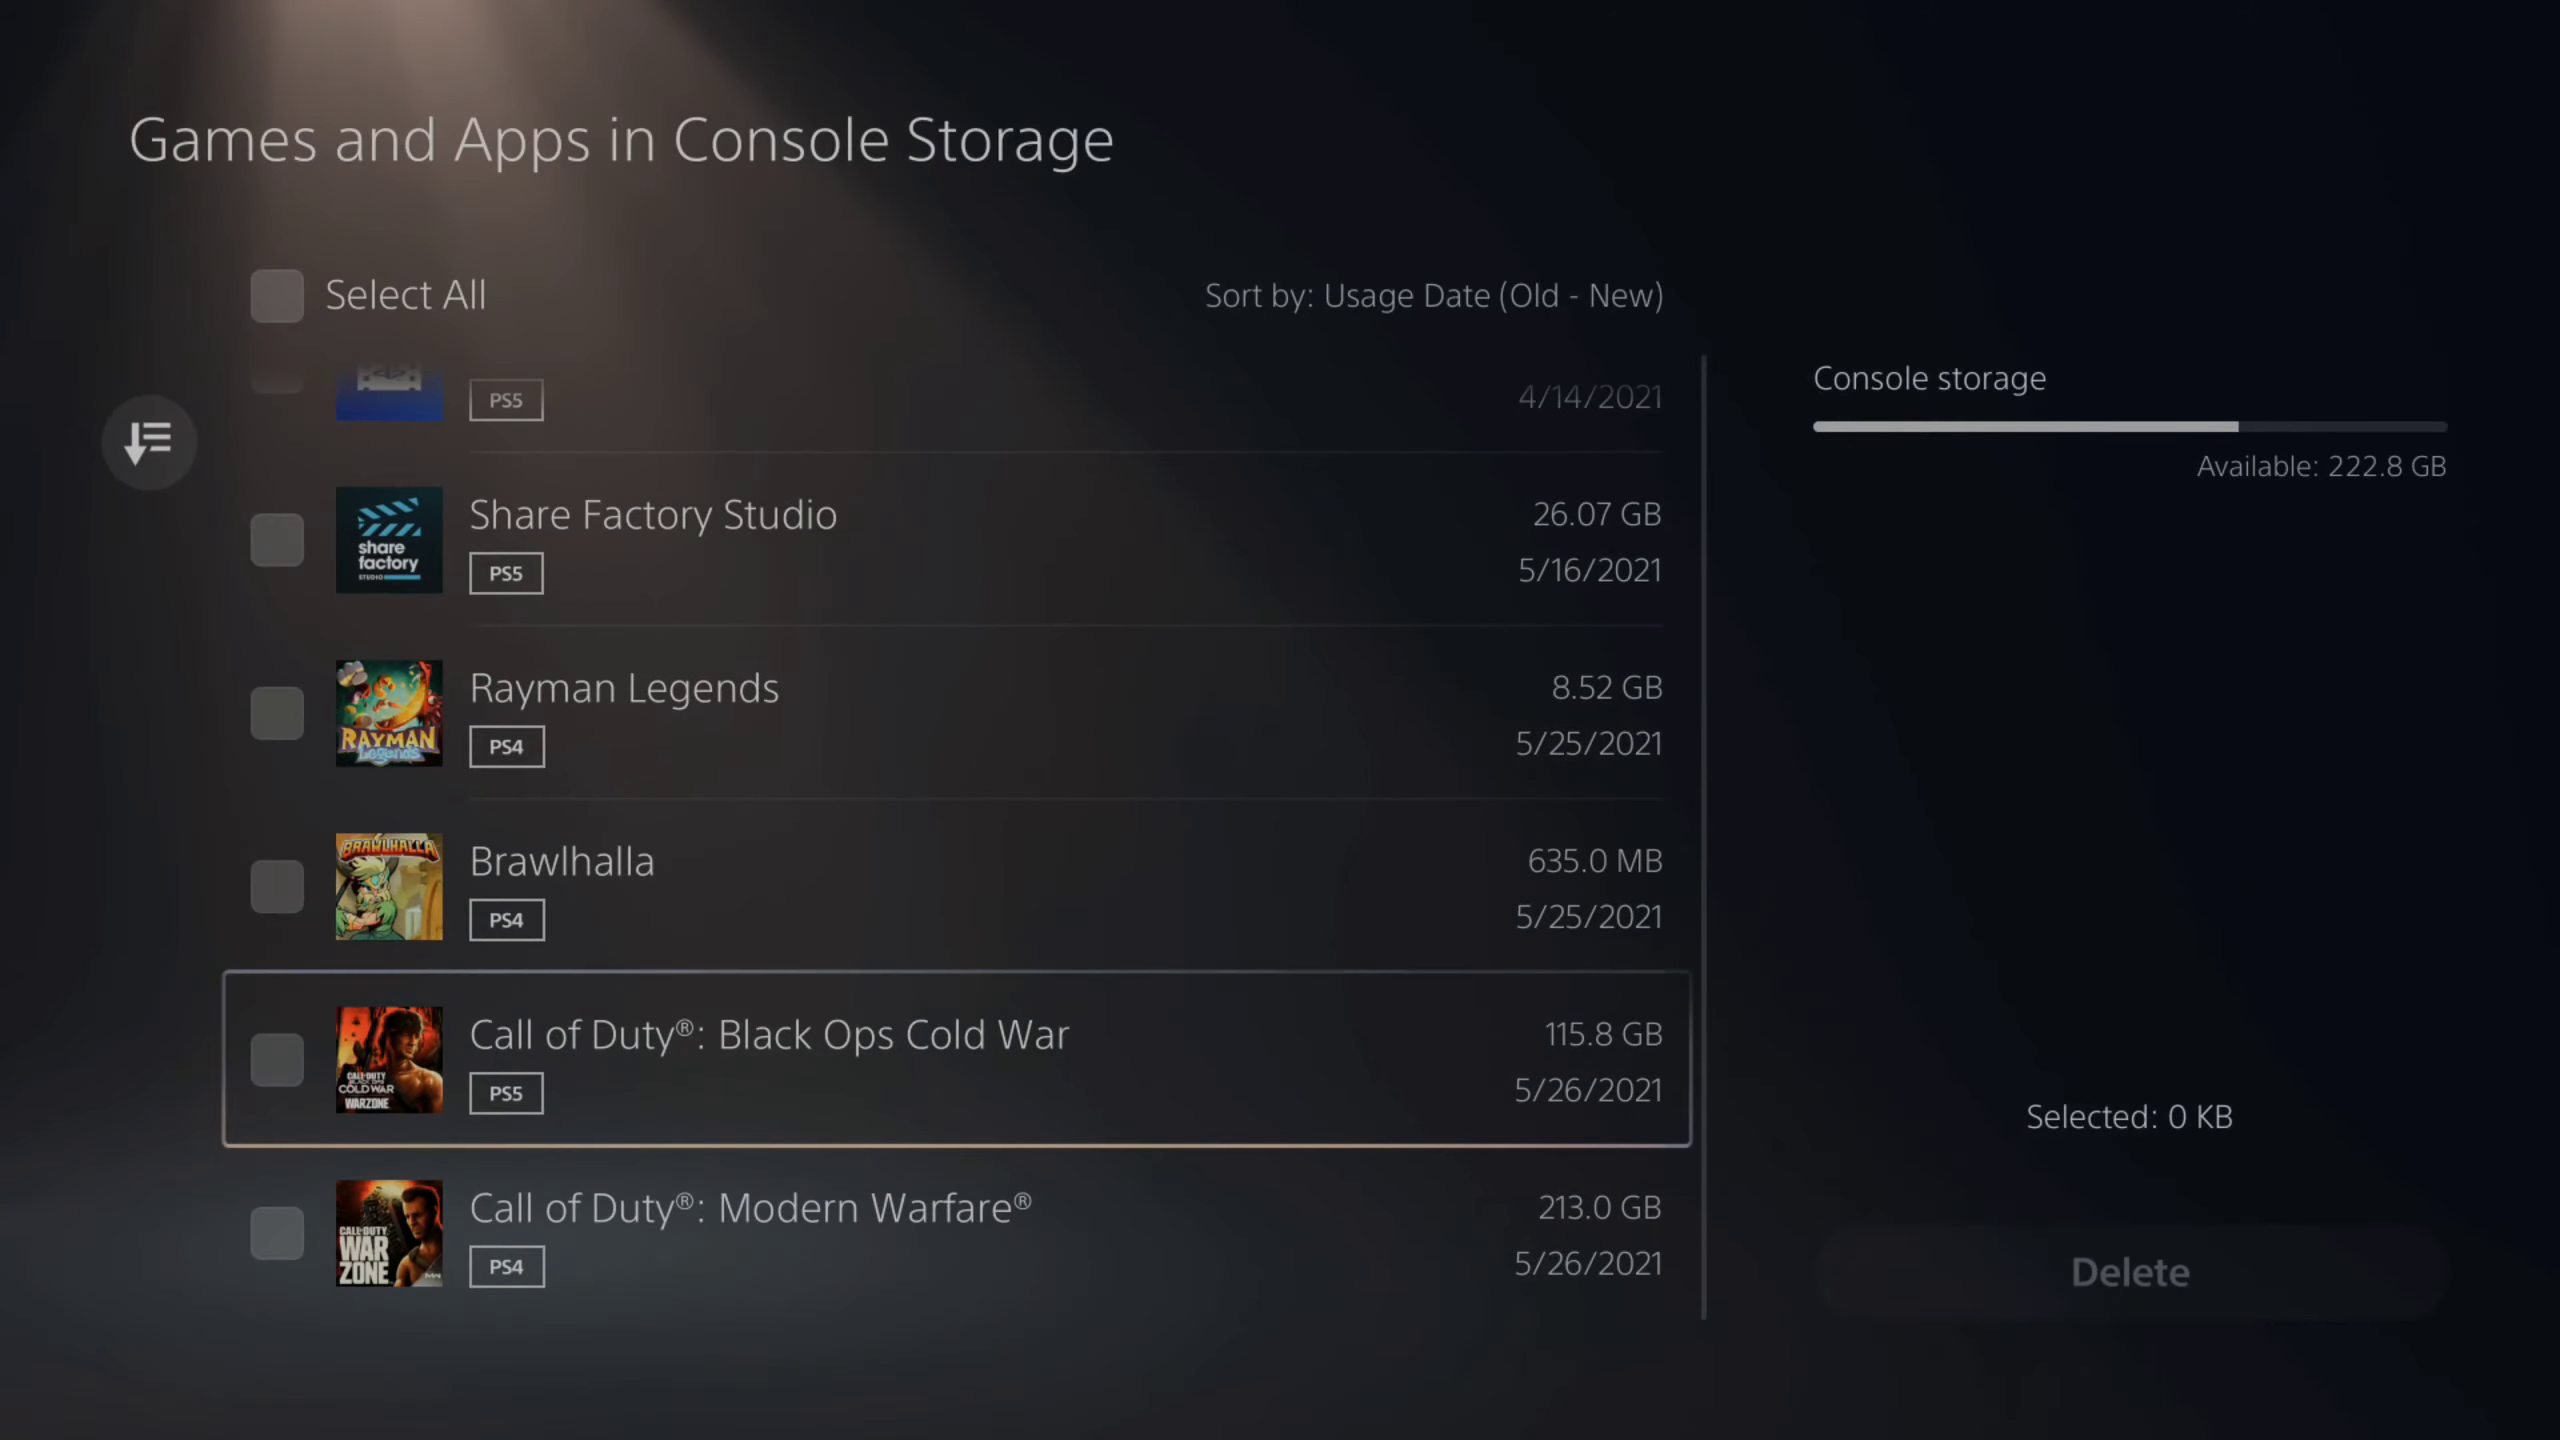 Games and Apps in Console Storage
Select All
Sort by: Usage Date (Old - New)
PS5
4/14/2021
Console storage
Available: 222.8 GB
share
factory
STUDIO
Share Factory Studio
26.07 GB
PS5
5/16/2021
RAYMAN
Legends
Rayman Legends
8.52 GB
PS4
5/25/2021
BRAWLHALLA
Brawlhalla
635.0 MB
PS4
5/25/2021
CALL OF DUTY
BLACK OPS
COLD WAR
WARZONE
Call of Duty®: Black Ops Cold War
115.8 GB
PS5
5/26/2021
Selected: 0 KB
CALL OF DUTY
WAR
ZONE
Call of Duty®: Modern Warfare®
213.0 GB
PS4
5/26/2021
Delete